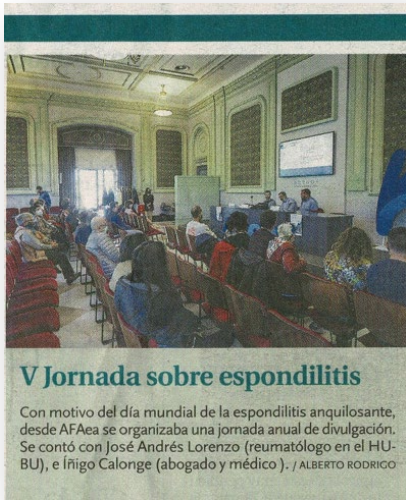 V Jornada sobre espondilitis
Con motivo del día mundial de la espondilitis anquilosante,
desde AFAea se organizaba una jornada anual de divulgación.
Se contó con José Andrés Lorenzo (reumatólogo en el HU-
BU), e Íñigo Calonge (abogado y médico ). / ALBERTO RODRIGO